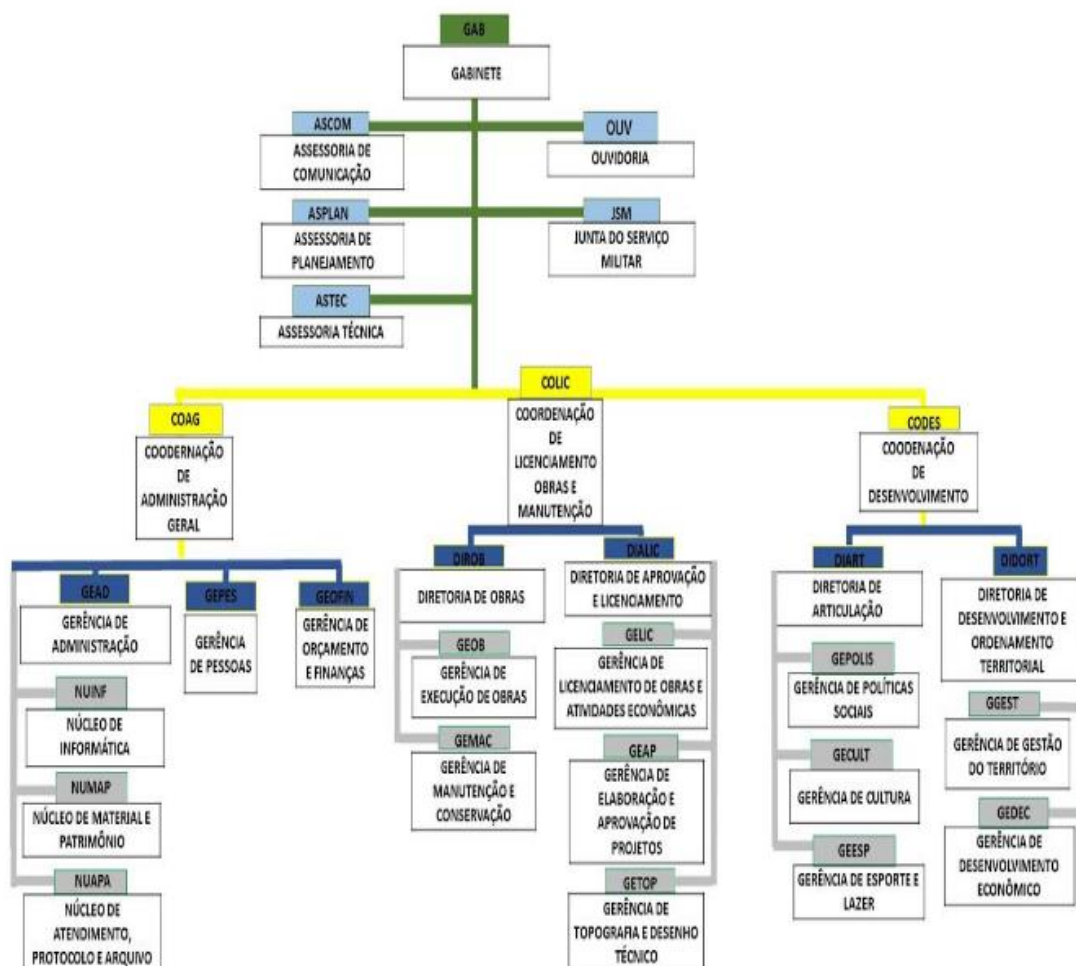 GAB
GABINETE
ASCOM
ASSESSORIA DE
COMUNICAÇÃO
OUV
OUVIDORIA
ASPLAN
ASSESSORIA DE
PLANEJAMENTO
JSM
JUNTA DO SERVIÇO
MILITAR
ASTEC
ASSESSORIA TÉCNICA
COAG
COODERNAÇÃO
DE
ADMINISTRAÇÃO
GERAL
GEAD
GERÊNCIA DE
ADMINISTRAÇÃO
GEPES
GERÊNCIA
DE PESSOAS
GEOFIN
GERÊNCIA DE
ORÇAMENTO
E FINANÇAS
NUINF
NÚCLEO DE
INFORMÁTICA
NUMAP
NÚCLEO DE MATERIAL E
PATRIMÔNIO
NUAPA
NÚCLEO DE
ATENDIMENTO,
PROTOCOLO E ARQUIVO
COLIC
COORDENAÇÃO
DE
LICENCIAMENTO
OBRAS E
MANUTENÇÃO
DIROB
DIRETORIA DE OBRAS
GEOB
GERÊNCIA DE
EXECUÇÃO DE OBRAS
GEMAC
GERÊNCIA DE
MANUTENÇÃO E
CONSERVAÇÃO
DIALIC
DIRETORIA DE APROVAÇÃO
E LICENCIAMENTO
GELIC
GERÊNCIA DE
LICENCIAMENTO DE OBRAS E
ATIVIDADES ECONÔMICAS
GEAP
GERÊNCIA DE
ELABORAÇÃO E
APROVAÇÃO DE
PROJETOS
GETOP
GERÊNCIA DE
TOPOGRAFIA E DESENHO
TÉCNICO
CODES
COODENAÇÃO
DE
DESENVOLVIMENTO
DIART
DIRETORIA DE
ARTICULAÇÃO
GEPOLIS
GERÊNCIA DE POLÍTICAS
SOCIAIS
GECULT
GERÊNCIA DE CULTURA
GEESP
GERÊNCIA DE ESPORTE E
LAZER
DIDORT
DIRETORIA DE
DESENVOLVIMENTO E
ORDENAMENTO
TERRITORIAL
GGEST
GERÊNCIA DE GESTÃO
DO TERRITÓRIO
GEDEC
GERÊNCIA DE
DESENVOLVIMENTO
ECONÔMICO